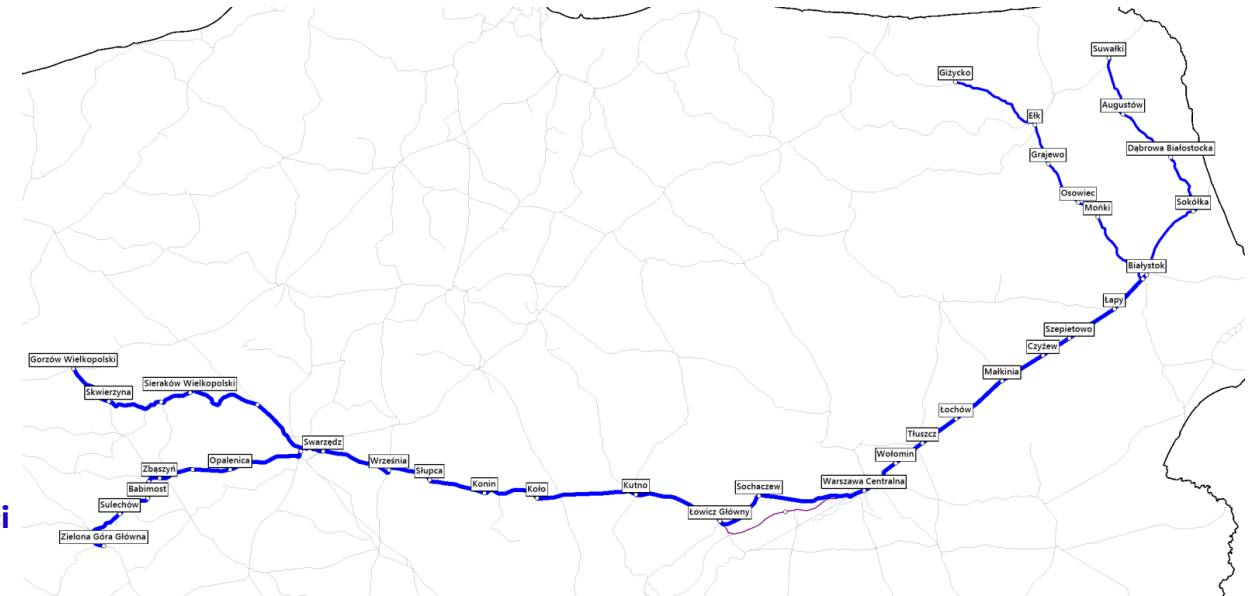 Suwałki
Giżycko
Augustów
Ełk
Dąbrowa Białostocka
Grajewo
Osowiec
Mońki
Sokółka
Białystok
Łapy
Szepietowo
Czyżew
Gorzów Wielkopolski
Małkinia
Sieraków Wielkopolski
Skwierzyna
Łochów
Tłuszcz
Swarzędz
Wołomin
Września
Opalenica
Zbąszyń
Słupca
Warszawa Centralna
Konin
Kutno
Sochaczew
Babimost
Koło
Sulechów
Łowicz Główny
Zielona Góra Główna